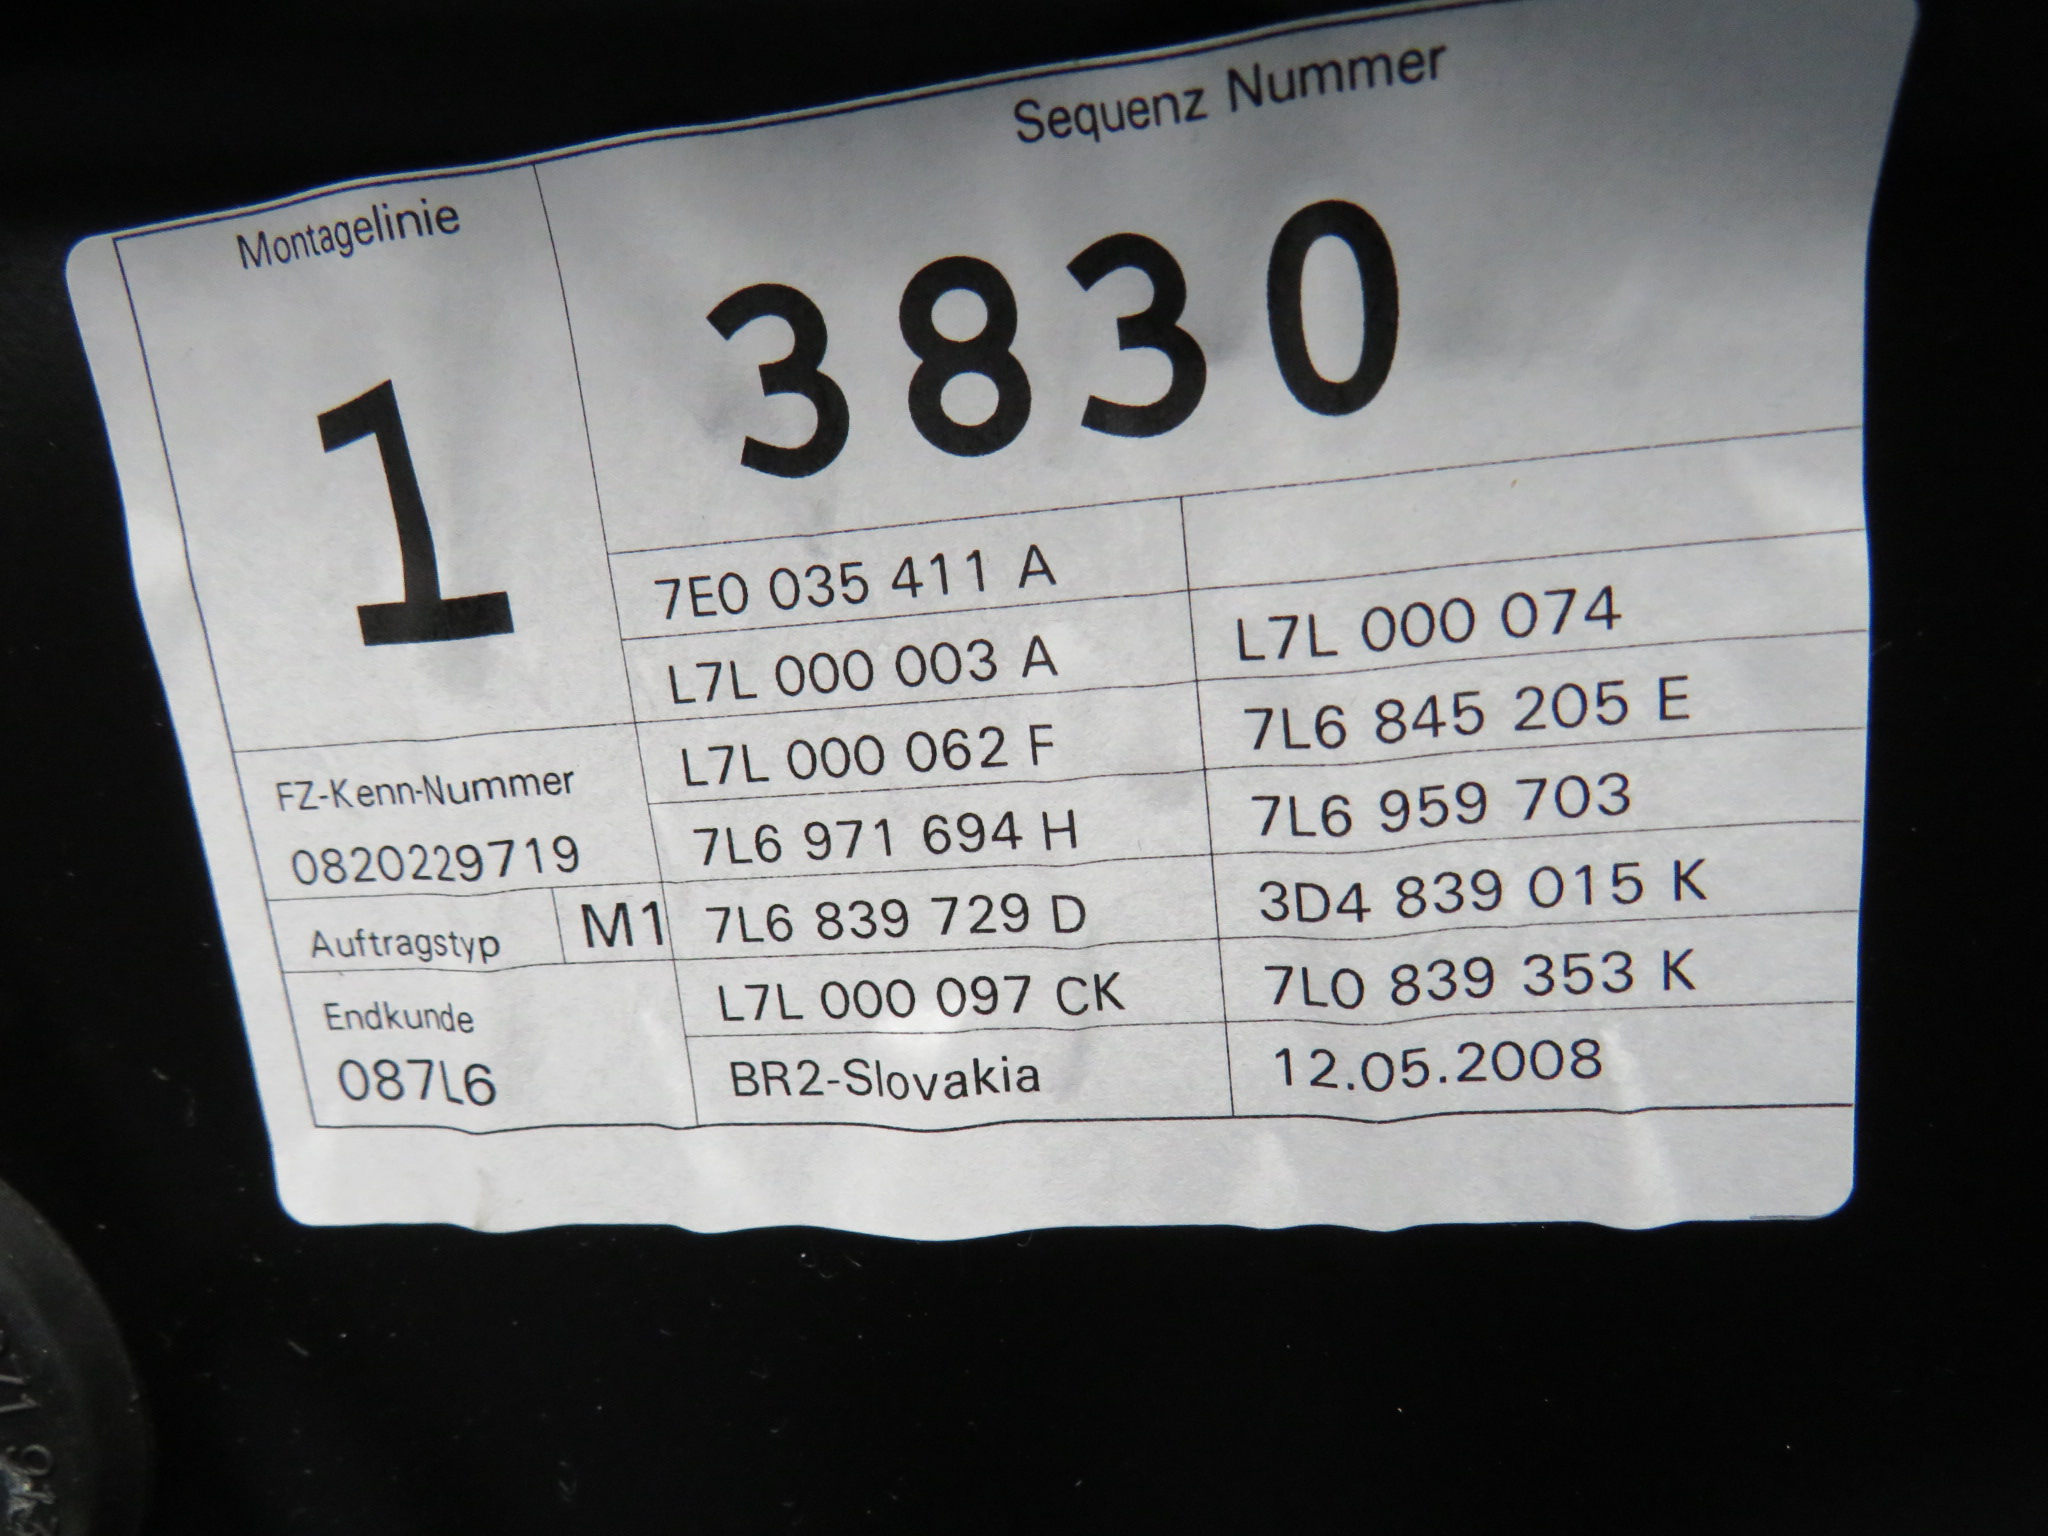 Montagelinie
Sequenz Nummer
1
3830
7E0 035 411 A
L7L 000 003 A
L7L 000 074
L7L 000 062 F
7L6 845 205 E
FZ-Kenn-Nummer
0820229719
7L6 971 694 H
7L6 959 703
Auftragstyp
M1
7L6 839 729 D
3D4 839 015 K
Endkunde
087L6
L7L 000 097 CK
7L0 839 353 K
BR2-Slovakia
12.05.2008